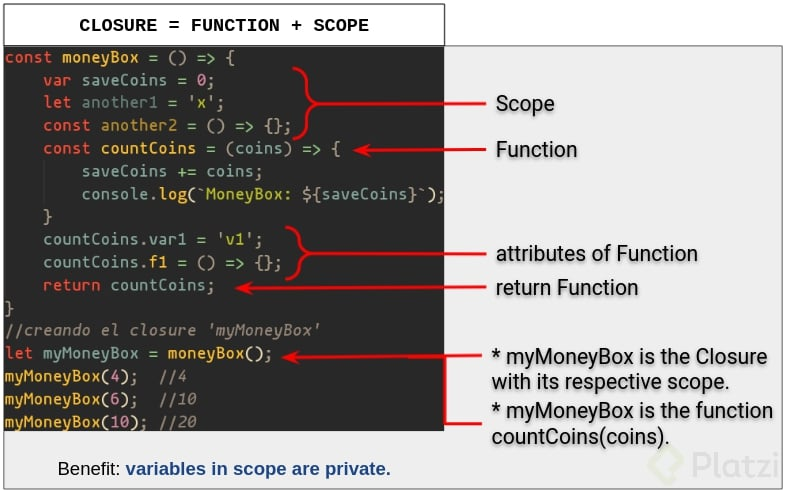 CLOSURE = FUNCTION + SCOPE
const moneyBox = () => {
var saveCoins = 0;
let another1 = 'x';
const another2 = () => {};
const countCoins = (coins) => {
saveCoins += coins;
console.log(`MoneyBox: ${saveCoins}`);
}
countCoins.var1 = 'v1';
countCoins.f1 = () => {};
return countCoins;
}
//creando el closure 'myMoneyBox'
let myMoneyBox = moneyBox();
myMoneyBox(4); //4
myMoneyBox(6); //10
myMoneyBox(10); //20
Scope
Function
attributes of Function
return Function
* myMoneyBox is the Closure
with its respective scope.
* myMoneyBox is the function
countCoins(coins).
Benefit: variables in scope are private.
Platzi